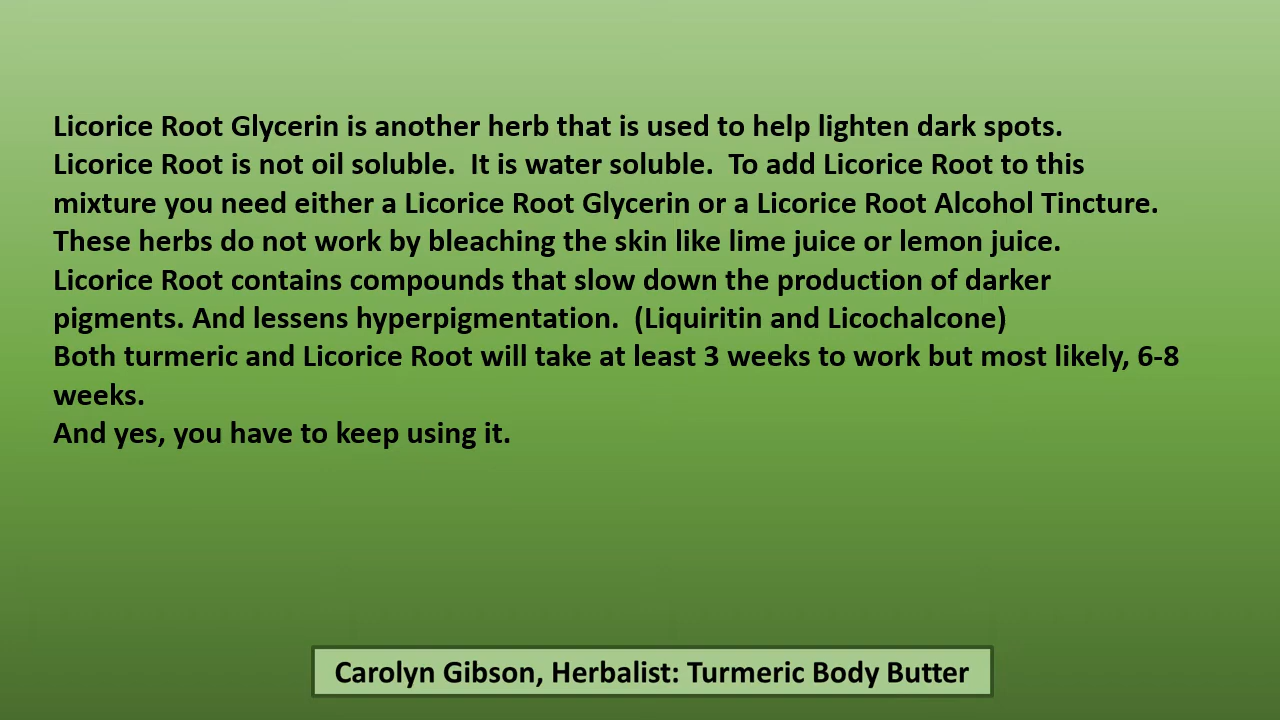 Licorice Root Glycerin is another herb that is used to help lighten dark spots.
Licorice Root is not oil soluble.  It is water soluble.  To add Licorice Root to this
mixture you need either a Licorice Root Glycerin or a Licorice Root Alcohol Tincture.
These herbs do not work by bleaching the skin like lime juice or lemon juice.
Licorice Root contains compounds that slow down the production of darker
pigments. And lessens hyperpigmentation.  (Liquiritin and Licochalcone)
Both turmeric and Licorice Root will take at least 3 weeks to work but most likely, 6-8
weeks.
And yes, you have to keep using it.
Carolyn Gibson, Herbalist: Turmeric Body Butter